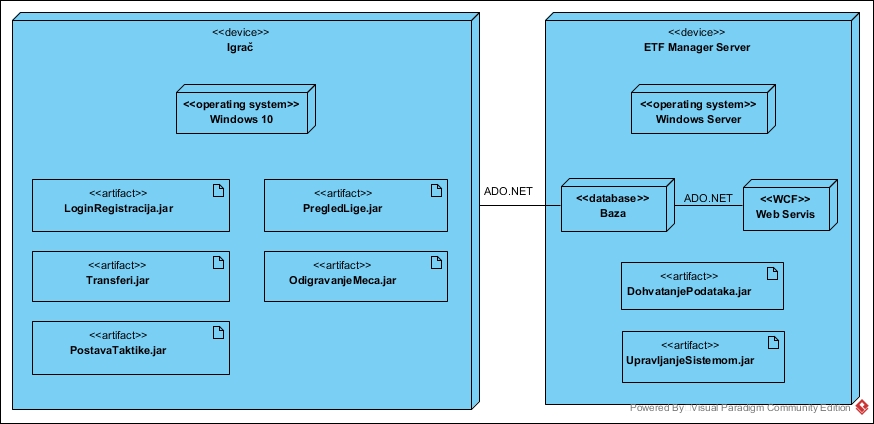 <<device>>
Igrač
<<operating system>>
Windows 10
<<artifact>>
LoginRegistracija.jar
<<artifact>>
PregledLige.jar
<<artifact>>
Transferi.jar
<<artifact>>
OdigravanjeMeca.jar
<<artifact>>
PostavaTaktike.jar
ADO.NET
<<device>>
ETF Manager Server
<<operating system>>
Windows Server
<<database>>
Baza
ADO.NET
<<WCF>>
Web Servis
<<artifact>>
DohvatanjePodataka.jar
<<artifact>>
UpravljanjeSistemom.jar
Powered By Visual Paradigm Community Edition